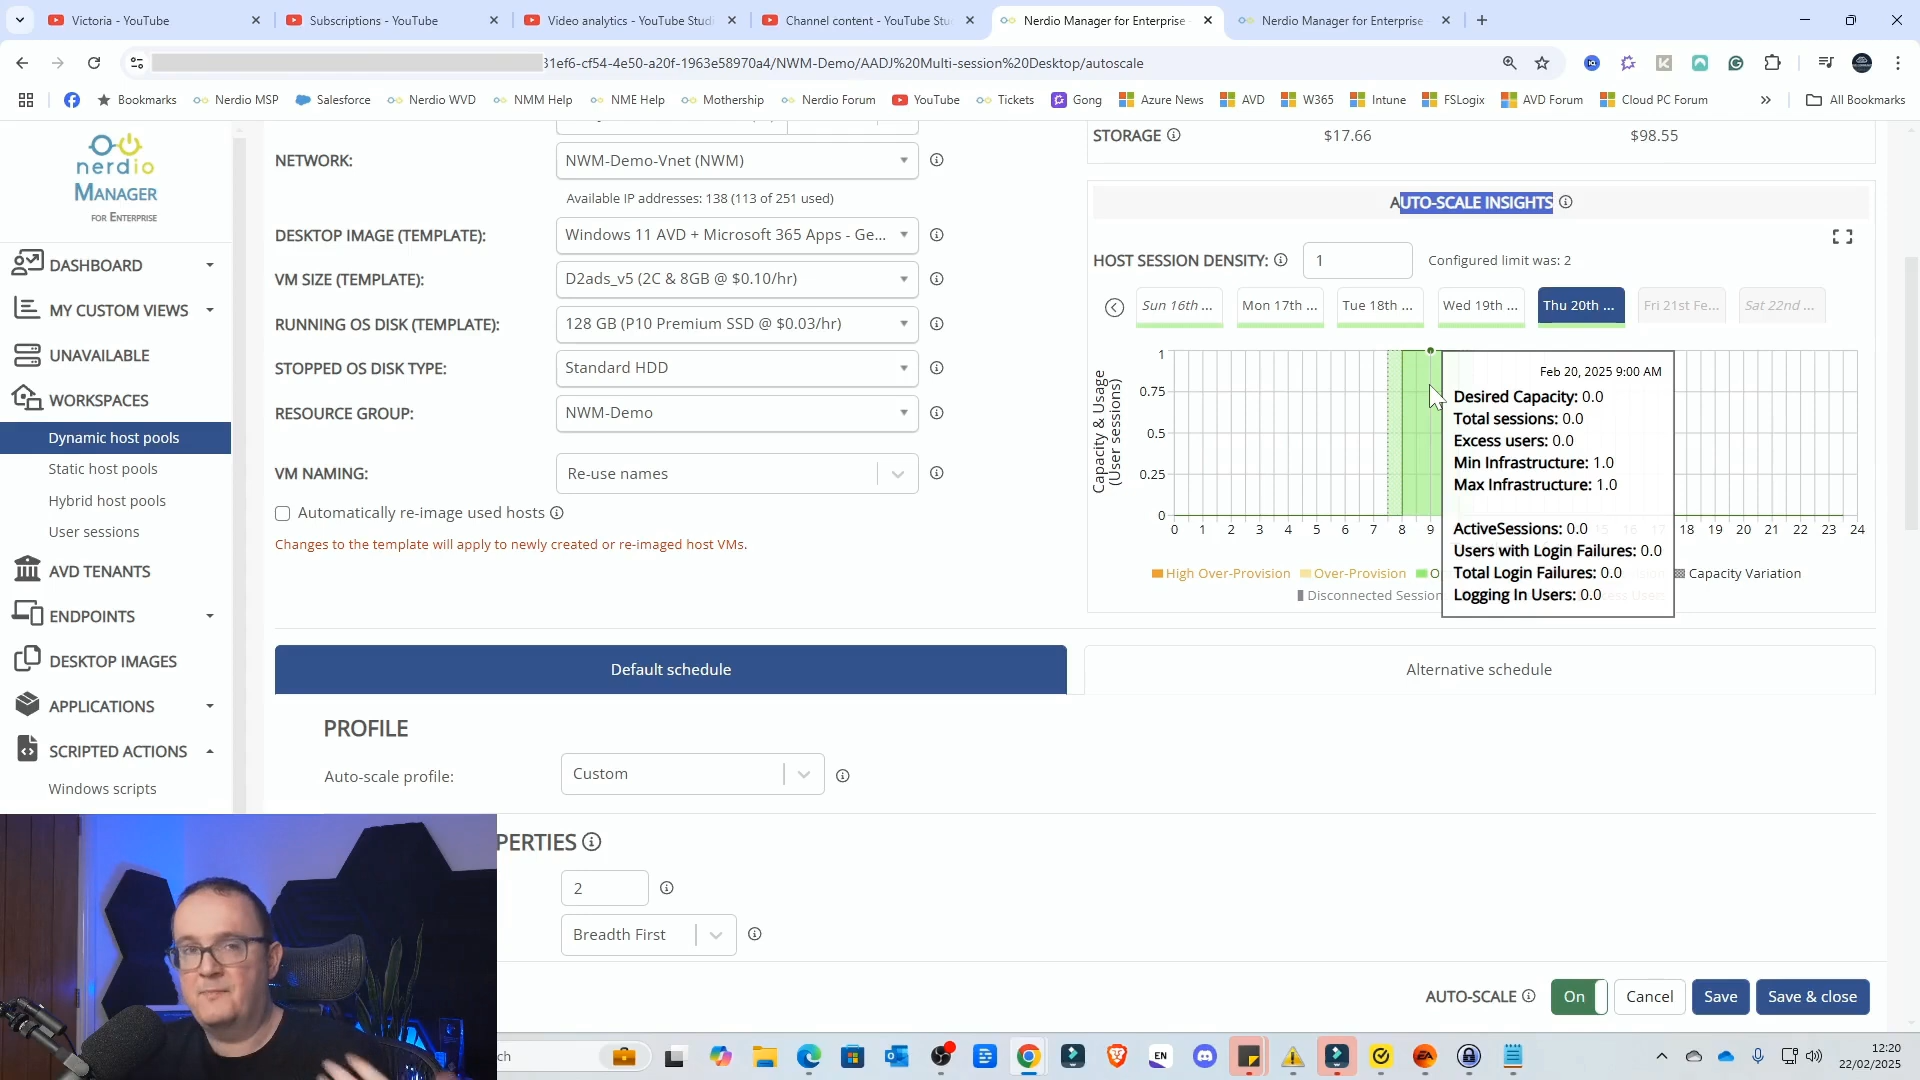 Victoria - YouTube
Subscriptions - YouTube
Video analytics - YouTube Studi
Channel content - YouTube Stu
Nerdio Manager for Enterprise
Nerdio Manager for Enterprise
31ef6-cf54-4e50-a20f-1963e58970a4/NWM-Demo/AADJ%20Multi-session%20Desktop/autoscale
Bookmarks
Nerdio MSP
Salesforce
Nerdio WVD
NMM Help
NME Help
Mothership
Nerdio Forum
YouTube
Tickets
Gong
Azure News
AVD
W365
Intune
FSLogix
AVD Forum
Cloud PC Forum
All Bookmarks
nerdio
MANAGER
FOR ENTERPRISE
DASHBOARD
MY CUSTOM VIEWS
UNAVAILABLE
WORKSPACES
Dynamic host pools
Static host pools
Hybrid host pools
User sessions
AVD TENANTS
ENDPOINTS
DESKTOP IMAGES
APPLICATIONS
SCRIPTED ACTIONS
Windows scripts
NETWORK: NWM-Demo-Vnet (NWM)
Available IP addresses: 138 (113 of 251 used)
DESKTOP IMAGE (TEMPLATE): Windows 11 AVD + Microsoft 365 Apps - Ge...
VM SIZE (TEMPLATE): D2ads_v5 (2C & 8GB @ $0.10/hr)
RUNNING OS DISK (TEMPLATE): 128 GB (P10 Premium SSD @ $0.03/hr)
STOPPED OS DISK TYPE: Standard HDD
RESOURCE GROUP: NWM-Demo
VM NAMING: Re-use names
Automatically re-image used hosts
Changes to the template will apply to newly created or re-imaged host VMs.
STORAGE $17.66 $98.55
AUTO-SCALE INSIGHTS
HOST SESSION DENSITY: 1 Configured limit was: 2
Sun 16th ... Mon 17th ... Tue 18th ... Wed 19th ... Thu 20th ... Fri 21st Fe... Sat 22nd ...
Capacity & Usage
(User sessions)
1
0.75
0.5
0.25
0
0 1 2 3 4 5 6 7 8 9 15 16 17 18 19 20 21 22 23 24
Feb 20, 2025 9:00 AM
Desired Capacity: 0.0
Total sessions: 0.0
Excess users: 0.0
Min Infrastructure: 1.0
Max Infrastructure: 1.0
ActiveSessions: 0.0
Users with Login Failures: 0.0
Total Login Failures: 0.0
Logging In Users: 0.0
High Over-Provision Over-Provision Capacity Variation
Disconnected Session
Default schedule
Alternative schedule
PROFILE
Auto-scale profile: Custom
PERTIES
2
Breadth First
AUTO-SCALE On Cancel Save Save & close
ch
EN
EA
12:20
22/02/2025